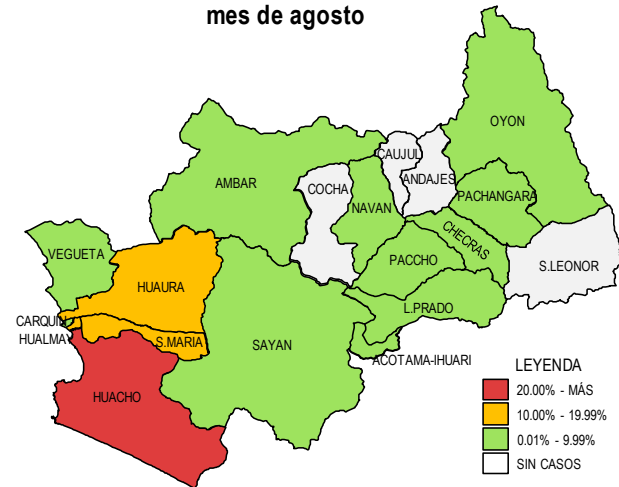 mes de agosto
OYON
CAUJUL
ANDAJES
AMBAR
COCHA
NAVAN
PACHANGARA
CHECRAS
VEGUETA
PACCHO
S.LEONOR
HUAURA
L.PRADO
CARQUIN
HUALMAY
S.MARIA
SAYAN
ACOTAMA-IHUARI
HUACHO
LEYENDA
20.00% - MÁS
10.00% - 19.99%
0.01% - 9.99%
SIN CASOS